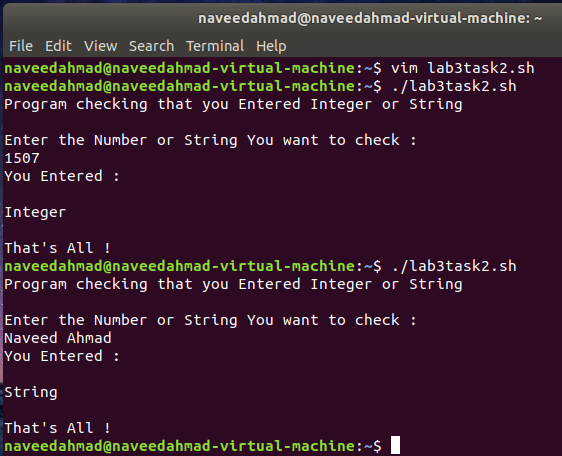 naveedahmad@naveedahmad-virtual-machine: ~
File Edit View Search Terminal Help
naveedahmad@naveedahmad-virtual-machine:~$ vim lab3task2.sh
naveedahmad@naveedahmad-virtual-machine:~$ ./lab3task2.sh
Program checking that you Entered Integer or String
Enter the Number or String You want to check :
1507
You Entered :
Integer
That's All !
naveedahmad@naveedahmad-virtual-machine:~$ ./lab3task2.sh
Program checking that you Entered Integer or String
Enter the Number or String You want to check :
Naveed Ahmad
You Entered :
String
That's All !
naveedahmad@naveedahmad-virtual-machine:~$